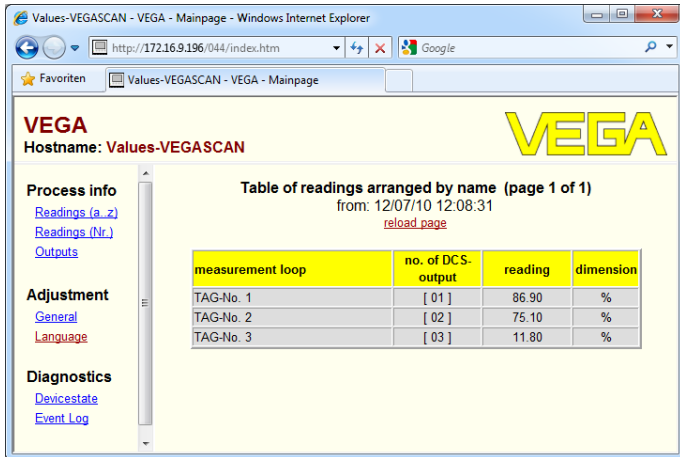 Values-VEGASCAN - VEGA - Mainpage - Windows Internet Explorer
http://172.16.9.196/044/index.htm
Google
Favoriten
Values-VEGASCAN - VEGA - Mainpage
VEGA
Hostname: Values-VEGASCAN
VEGA
Process info
Readings (a..z)
Readings (Nr.)
Outputs
Adjustment
General
Language
Diagnostics
Devicestate
Event Log
Table of readings arranged by name (page 1 of 1)
from: 12/07/10 12:08:31
reload page
measurement loop no. of DCS-output reading dimension
TAG-No. 1 [ 01 ] 86.90 %
TAG-No. 2 [ 02 ] 75.10 %
TAG-No. 3 [ 03 ] 11.80 %